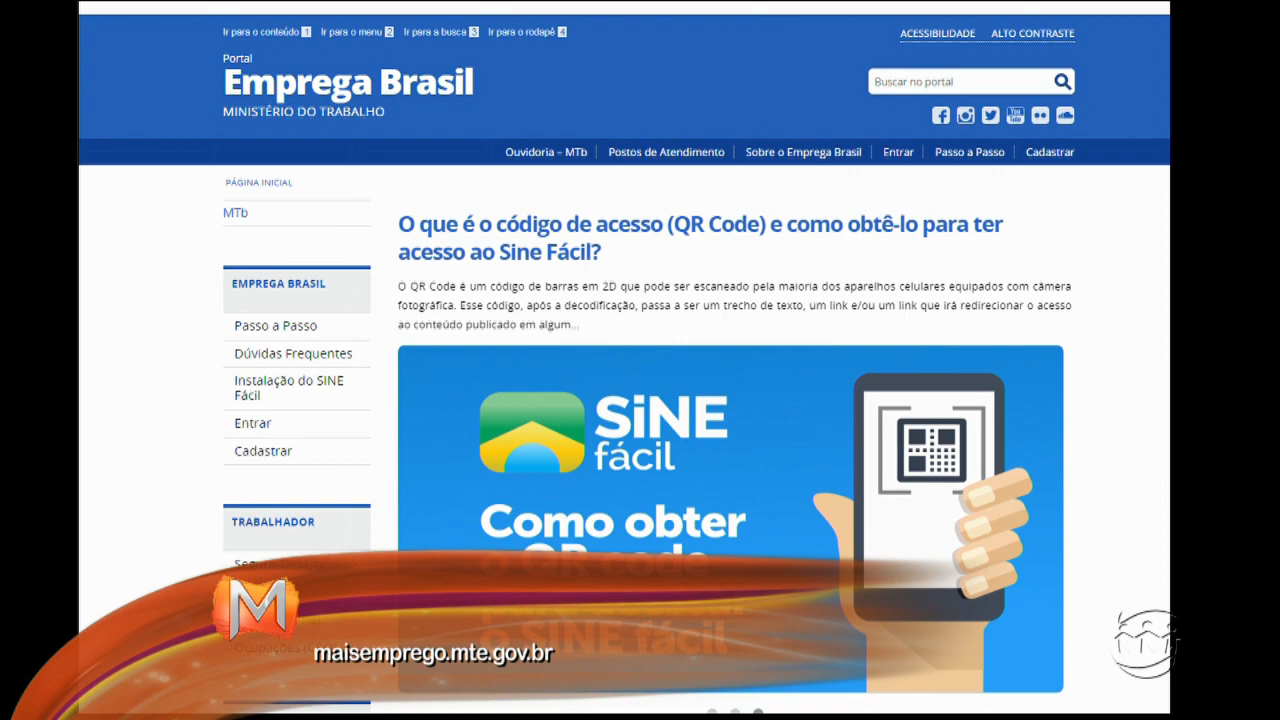 Ir para o conteúdo 1 Ir para o menu 2 Ir para a busca 3 Ir para o rodapé 4
ACESSIBILIDADE ALTO CONTRASTE
Portal
Emprega Brasil
MINISTÉRIO DO TRABALHO
Buscar no portal
You Tube
Ouvidoria – MTb Postos de Atendimento Sobre o Emprega Brasil Entrar Passo a Passo Cadastrar
PÁGINA INICIAL
MTb
EMPREGA BRASIL
Passo a Passo
Dúvidas Frequentes
Instalação do SINE
Fácil
Entrar
Cadastrar
TRABALHADOR
O que é o código de acesso (QR Code) e como obtê-lo para ter
acesso ao Sine Fácil?
O QR Code é um código de barras em 2D que pode ser escaneado pela maioria dos aparelhos celulares equipados com câmera
fotográfica. Esse código, após a decodificação, passa a ser um trecho de texto, um link e/ou um link que irá redirecionar o acesso
ao conteúdo publicado em algum...
SiNE
fácil
Como obter
o QR code
o SINE fácil
M
maisemprego.mte.gov.br